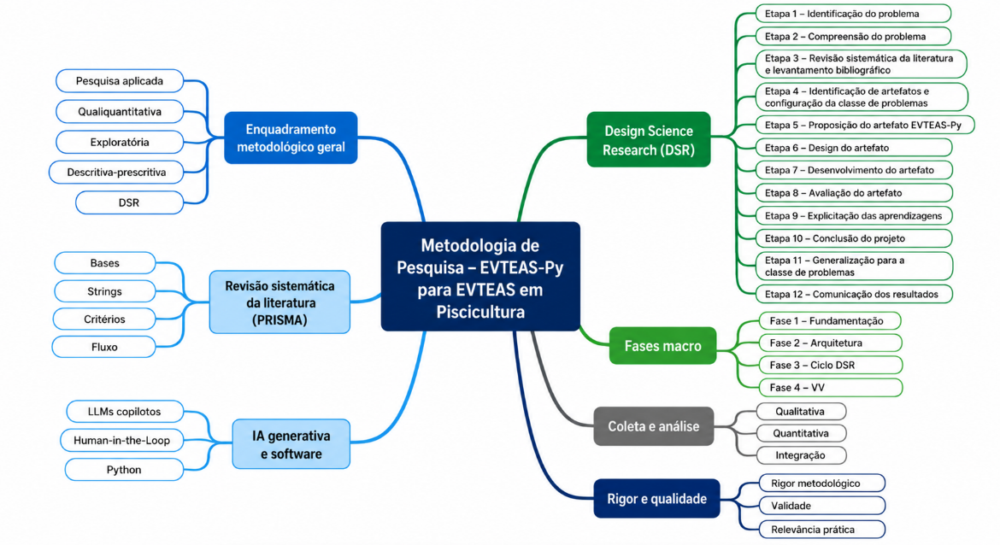 Metodologia de
Pesquisa – EVTEAS-Py
para EVTEAS em
Piscicultura
Enquadramento
metodológico geral
Pesquisa aplicada
Qualiquantitativa
Exploratória
Descritiva-prescritiva
DSR
Revisão sistemática
da literatura
(PRISMA)
Bases
Strings
Critérios
Fluxo
IA generativa
e software
LLMs copilotos
Human-in-the-Loop
Python
Design Science
Research (DSR)
Etapa 1 – Identificação do problema
Etapa 2 – Compreensão do problema
Etapa 3 – Revisão sistemática da literatura
e levantamento bibliográfico
Etapa 4 – Identificação de artefatos e
configuração da classe de problemas
Etapa 5 – Proposição do artefato EVTEAS-Py
Etapa 6 – Design do artefato
Etapa 7 – Desenvolvimento do artefato
Etapa 8 – Avaliação do artefato
Etapa 9 – Explicitação das aprendizagens
Etapa 10 – Conclusão do projeto
Etapa 11 – Generalização para a
classe de problemas
Etapa 12 – Comunicação dos resultados
Fases macro
Fase 1 – Fundamentação
Fase 2 – Arquitetura
Fase 3 – Ciclo DSR
Fase 4 – VV
Coleta e análise
Qualitativa
Quantitativa
Integração
Rigor e qualidade
Rigor metodológico
Validade
Relevância prática